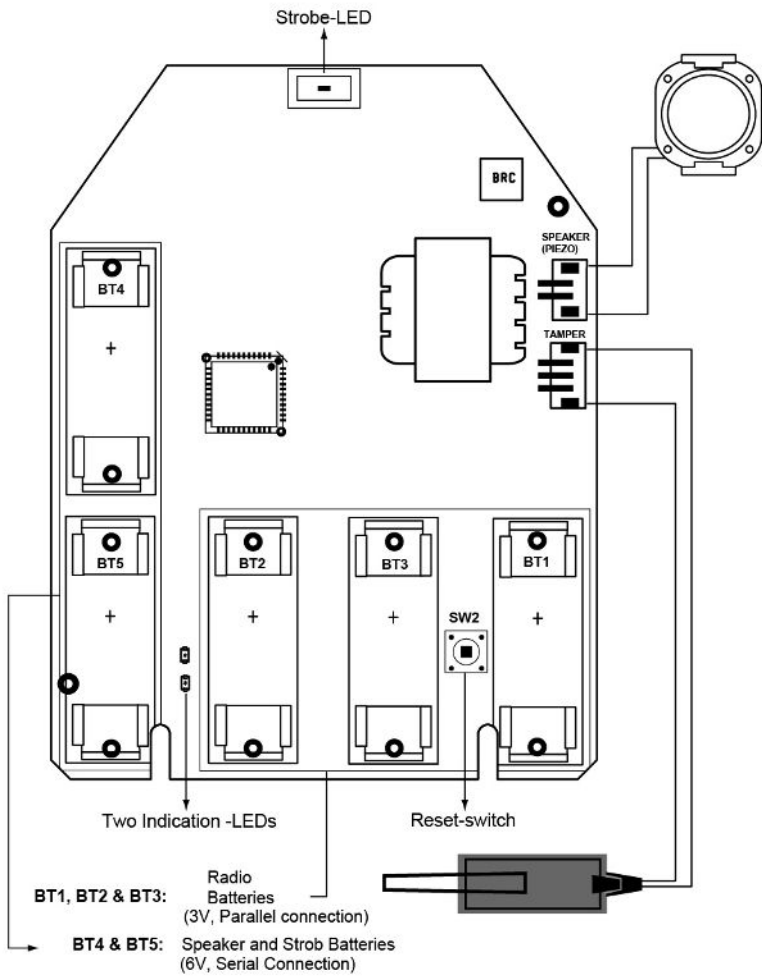 Strobe-LED
BRC
SPEAKER
(PIEZO)
BT4
+
TAMPER
BT5
BT2
BT3
BT1
+
+
+
+
SW2
Two Indication -LEDs
Reset-switch
BT1, BT2 & BT3: Radio
Batteries
(3V, Parallel connection)
BT4 & BT5: Speaker and Strob Batteries
(6V, Serial Connection)